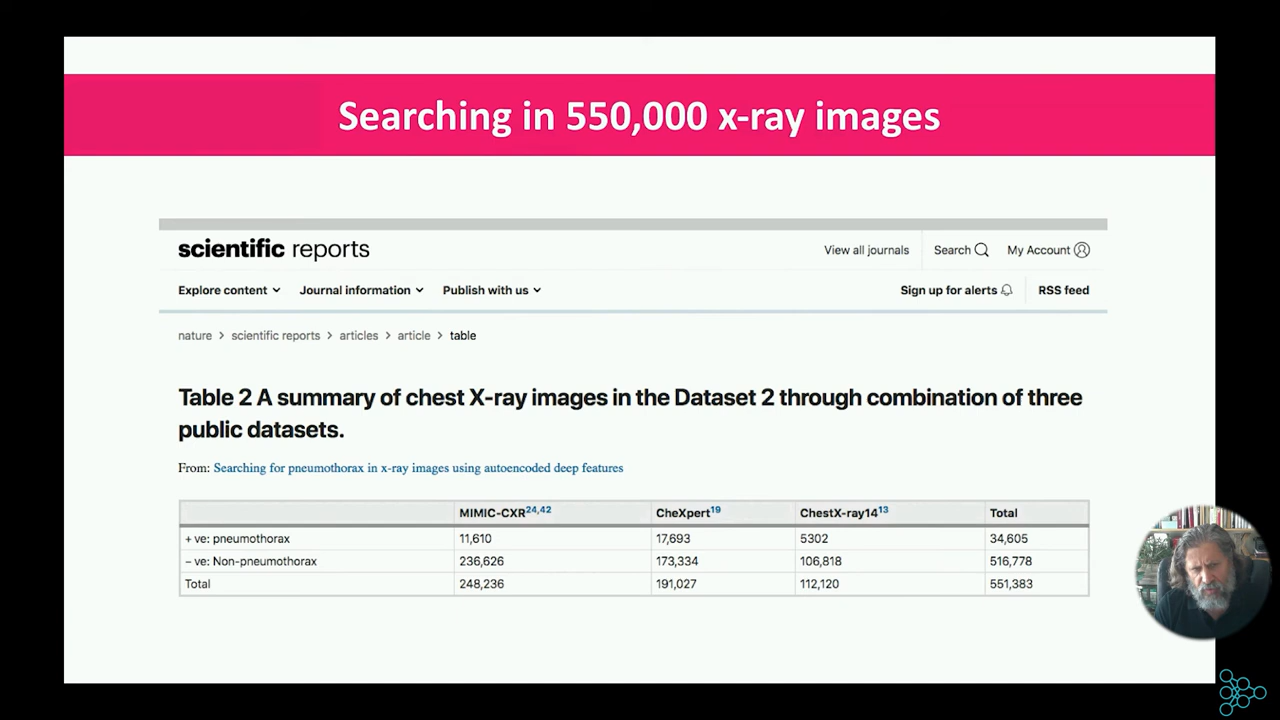 Searching in 550,000 x-ray images
scientific reports
View all journals Search My Account
Explore content Journal information Publish with us Sign up for alerts RSS feed
nature > scientific reports > articles > article > table
Table 2 A summary of chest X-ray images in the Dataset 2 through combination of three
public datasets.
From: Searching for pneumothorax in x-ray images using autoencoded deep features
MIMIC-CXR24,42 CheXpert19 ChestX-ray1413 Total
+ ve: pneumothorax 11,610 17,693 5302 34,605
– ve: Non-pneumothorax 236,626 173,334 106,818 516,778
Total 248,236 191,027 112,120 551,383